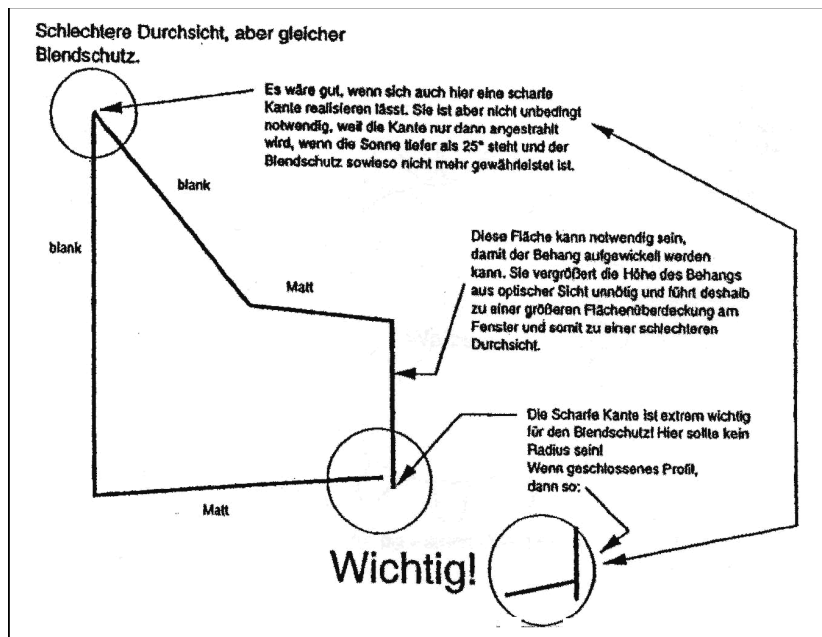 Schlechtere Durchsicht, aber gleicher
Blendschutz.
Es wäre gut, wenn sich auch hier eine scharfe
Kante realisieren lässt. Sie ist aber nicht unbedingt
notwendig, weil die Kante nur dann angestrahlt
wird, wenn die Sonne tiefer als 25° steht und der
Blendschutz sowieso nicht mehr gewährleistet ist.
blank
blank
Diese Fläche kann notwendig sein,
damit der Behang aufgewickelt werden
kann. Sie vergrößert die Höhe des Behangs
aus optischer Sicht unnötig und führt deshalb
zu einer größeren Flächenüberdeckung am
Fenster und somit zu einer schlechteren
Durchsicht.
Matt
Die Scharfe Kante ist extrem wichtig
für den Blendschutz! Hier sollte kein
Radius sein!
Wenn geschlossenes Profil,
dann so:
Matt
Wichtig!